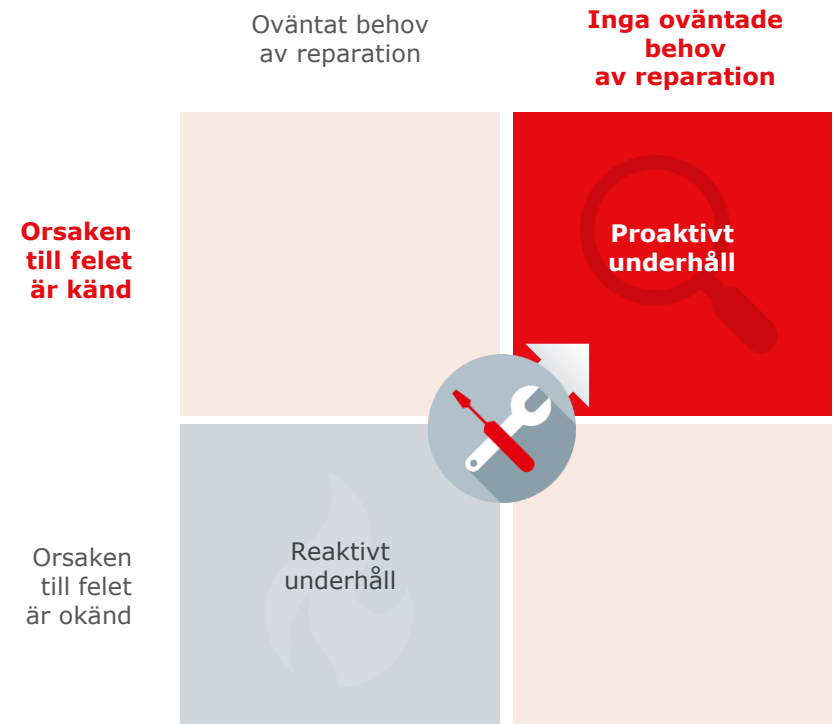 Oväntat behov
av reparation
Inga oväntade
behov
av reparation
Orsaken
till felet
är känd
Proaktivt
underhåll
Orsaken
till felet
är okänd
Reaktivt
underhåll